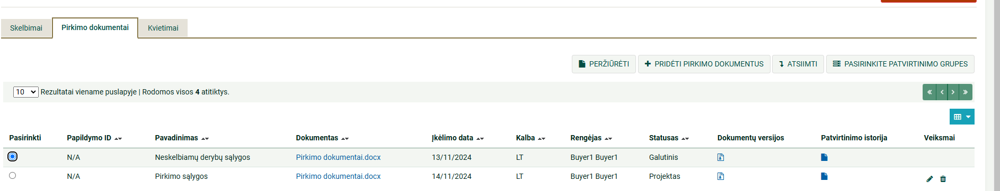 Skelbimai Pirkimo dokumentai Kvietimai
PERŽIŪRĖTI PRIDĖTI PIRKIMO DOKUMENTUS ATSIIMTI PASIRINKITE PATVIRTINIMO GRUPES
10 Rezultatai viename puslapyje | Rodomos visos 4 atitiktys.
Pasirinkti Papildymo ID Pavadinimas Dokumentas Įkėlimo data Kalba Rengėjas Statusas Dokumentų versijos Patvirtinimo istorija Veiksmai
N/A Neskelbiamų derybų sąlygos Pirkimo dokumentai.docx 13/11/2024 LT Buyer1 Buyer1 Galutinis
N/A Pirkimo sąlygos Pirkimo dokumentai.docx 14/11/2024 LT Buyer1 Buyer1 Projektas